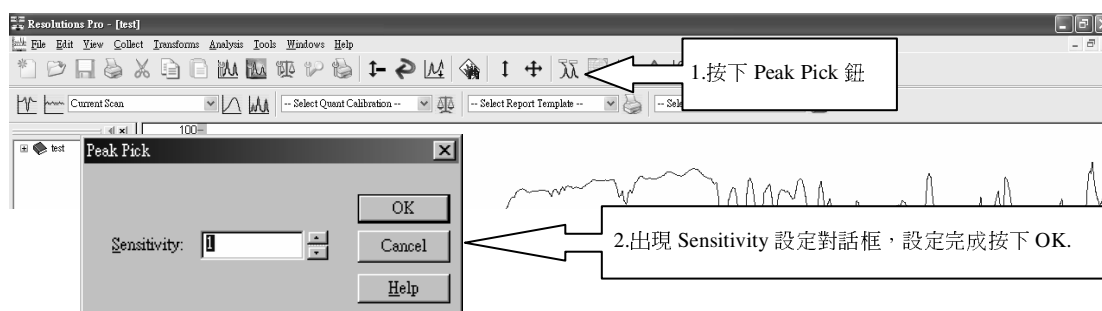 Resolutions Pro - [test]
File Edit View Collect Transforms Analysis Tools Windows Help
1.按下 Peak Pick 鈕
Current Scan -- Select Quant Calibration -- -- Select Report Template --
100
test
Peak Pick
OK
Sensitivity: 1 Cancel
Help
2.出現 Sensitivity 設定對話框，設定完成按下 OK.